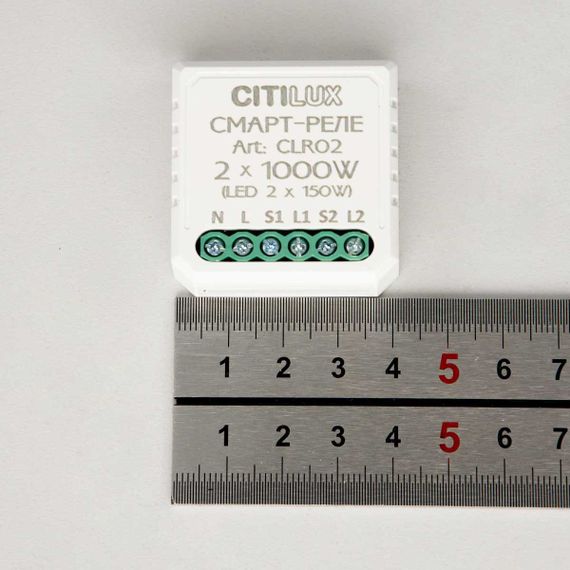 CITILUX
СМАРТ-РЕЛЕ
Art: CLR02
2 x 1000W
(LED 2 x 150W)
N L S1 L1 S2 L2
1 2 3 4 5 6 7
1 2 3 4 5 6 7